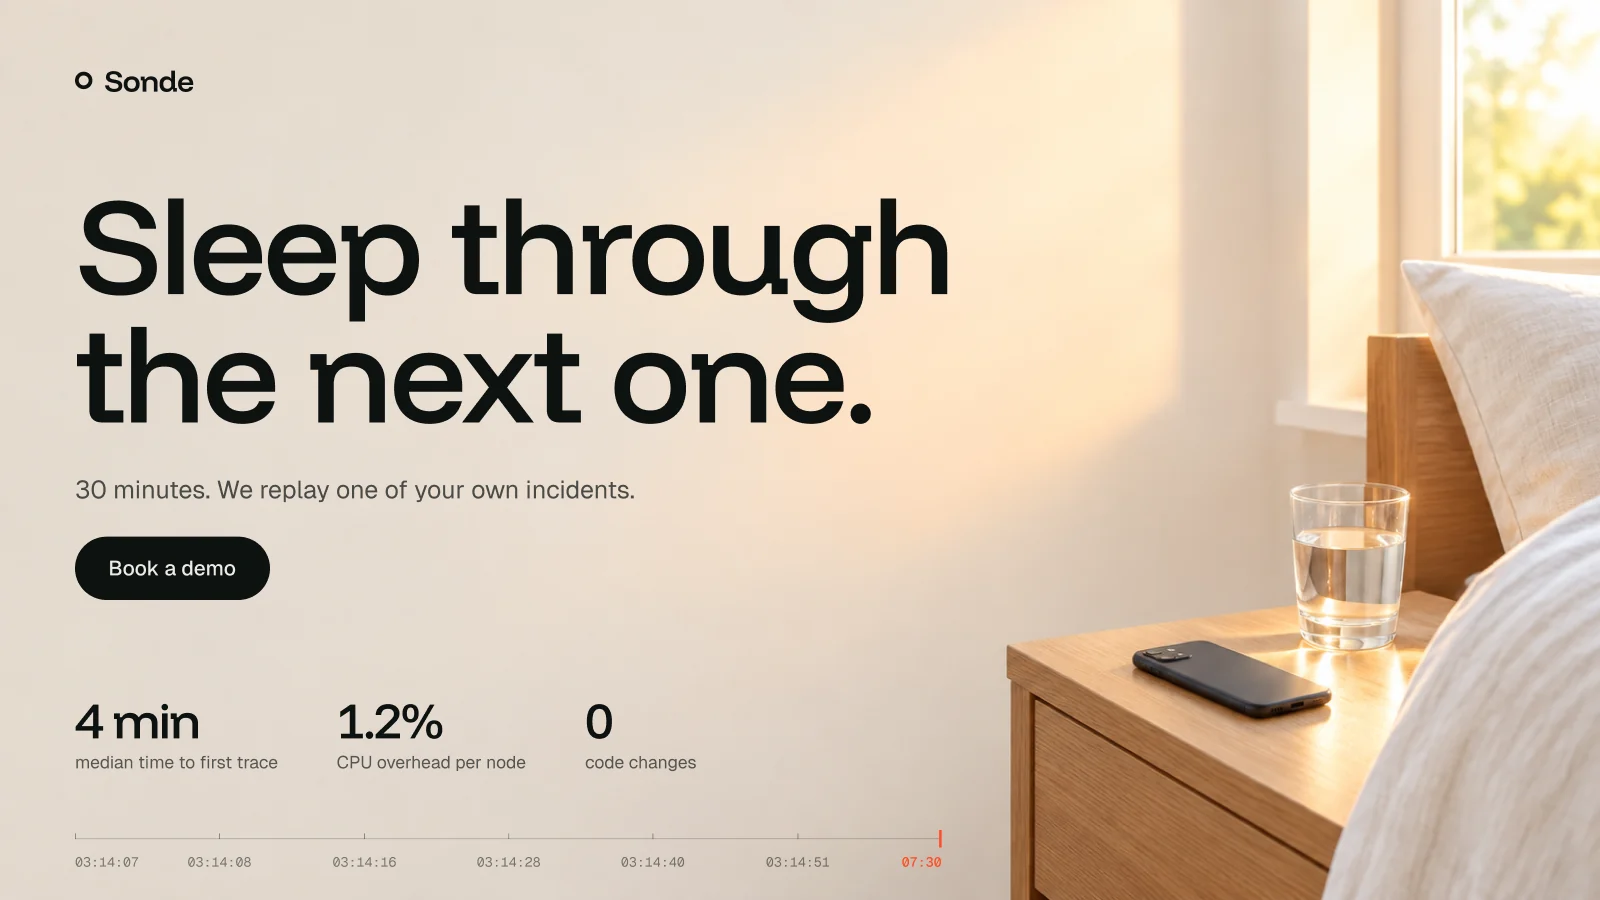 Sonde
Sleep through
the next one.
30 minutes. We replay one of your own incidents.
Book a demo
4 min
median time to first trace
1.2%
CPU overhead per node
0
code changes
03:14:07 03:14:08 03:14:16 03:14:28 03:14:40 03:14:51 07:30